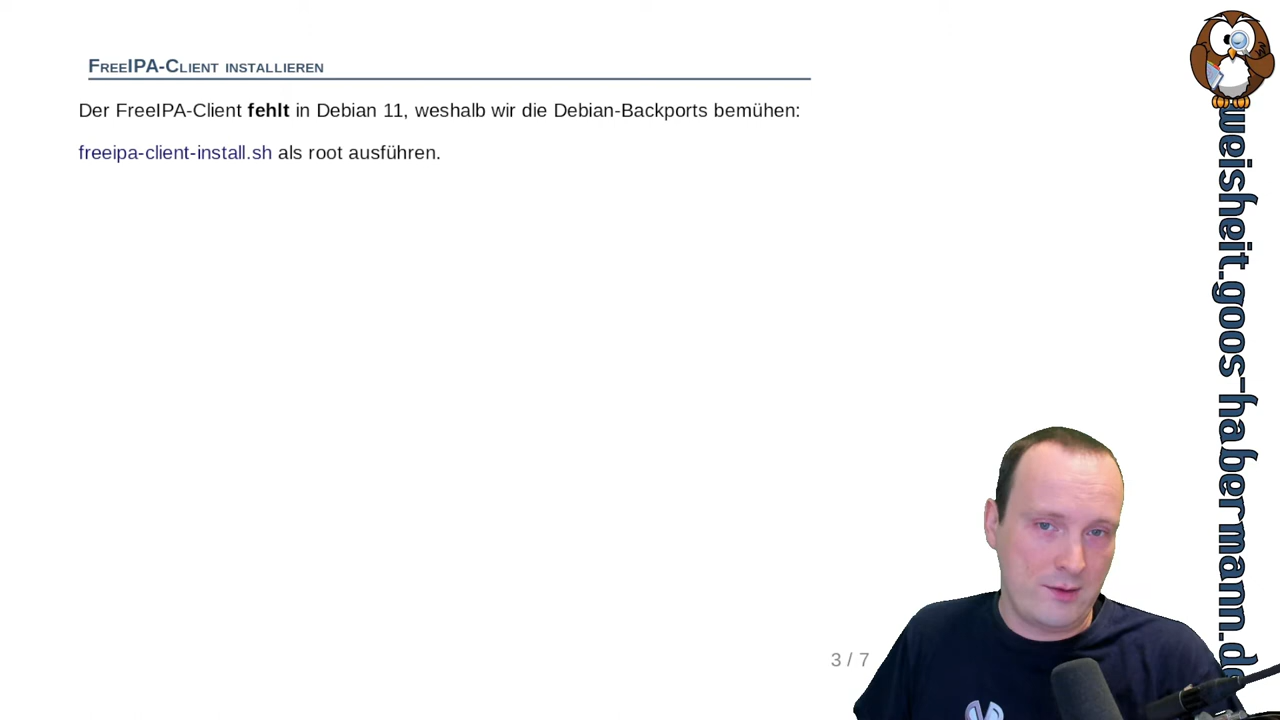 FreeIPA-Client installieren
Der FreeIPA-Client fehlt in Debian 11, weshalb wir die Debian-Backports bemühen:
freeipa-client-install.sh als root ausführen.
3 / 7
weisheit.goos-habermann.de